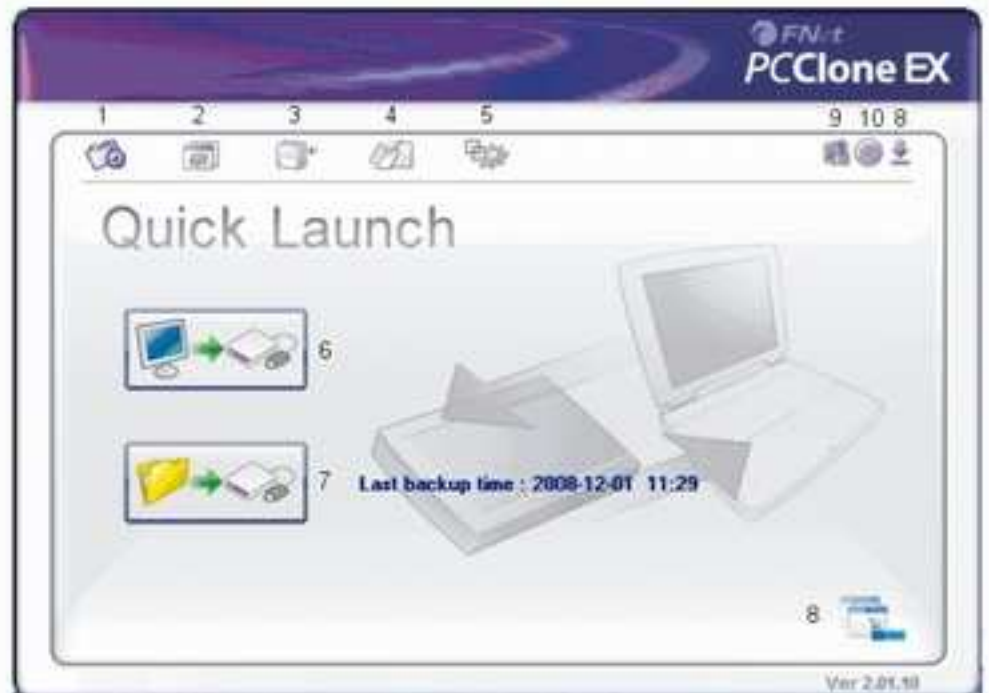 FNet
PCClone EX
1 2 3 4 5 9 10 8
Quick Launch
6
7 Last backup time : 2008-12-01 11:29
8
Ver 2.01.10